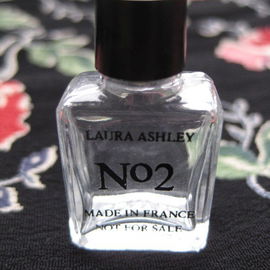 LAURA ASHLEY
No2
MADE IN FRANCE
NOT FOR SALE